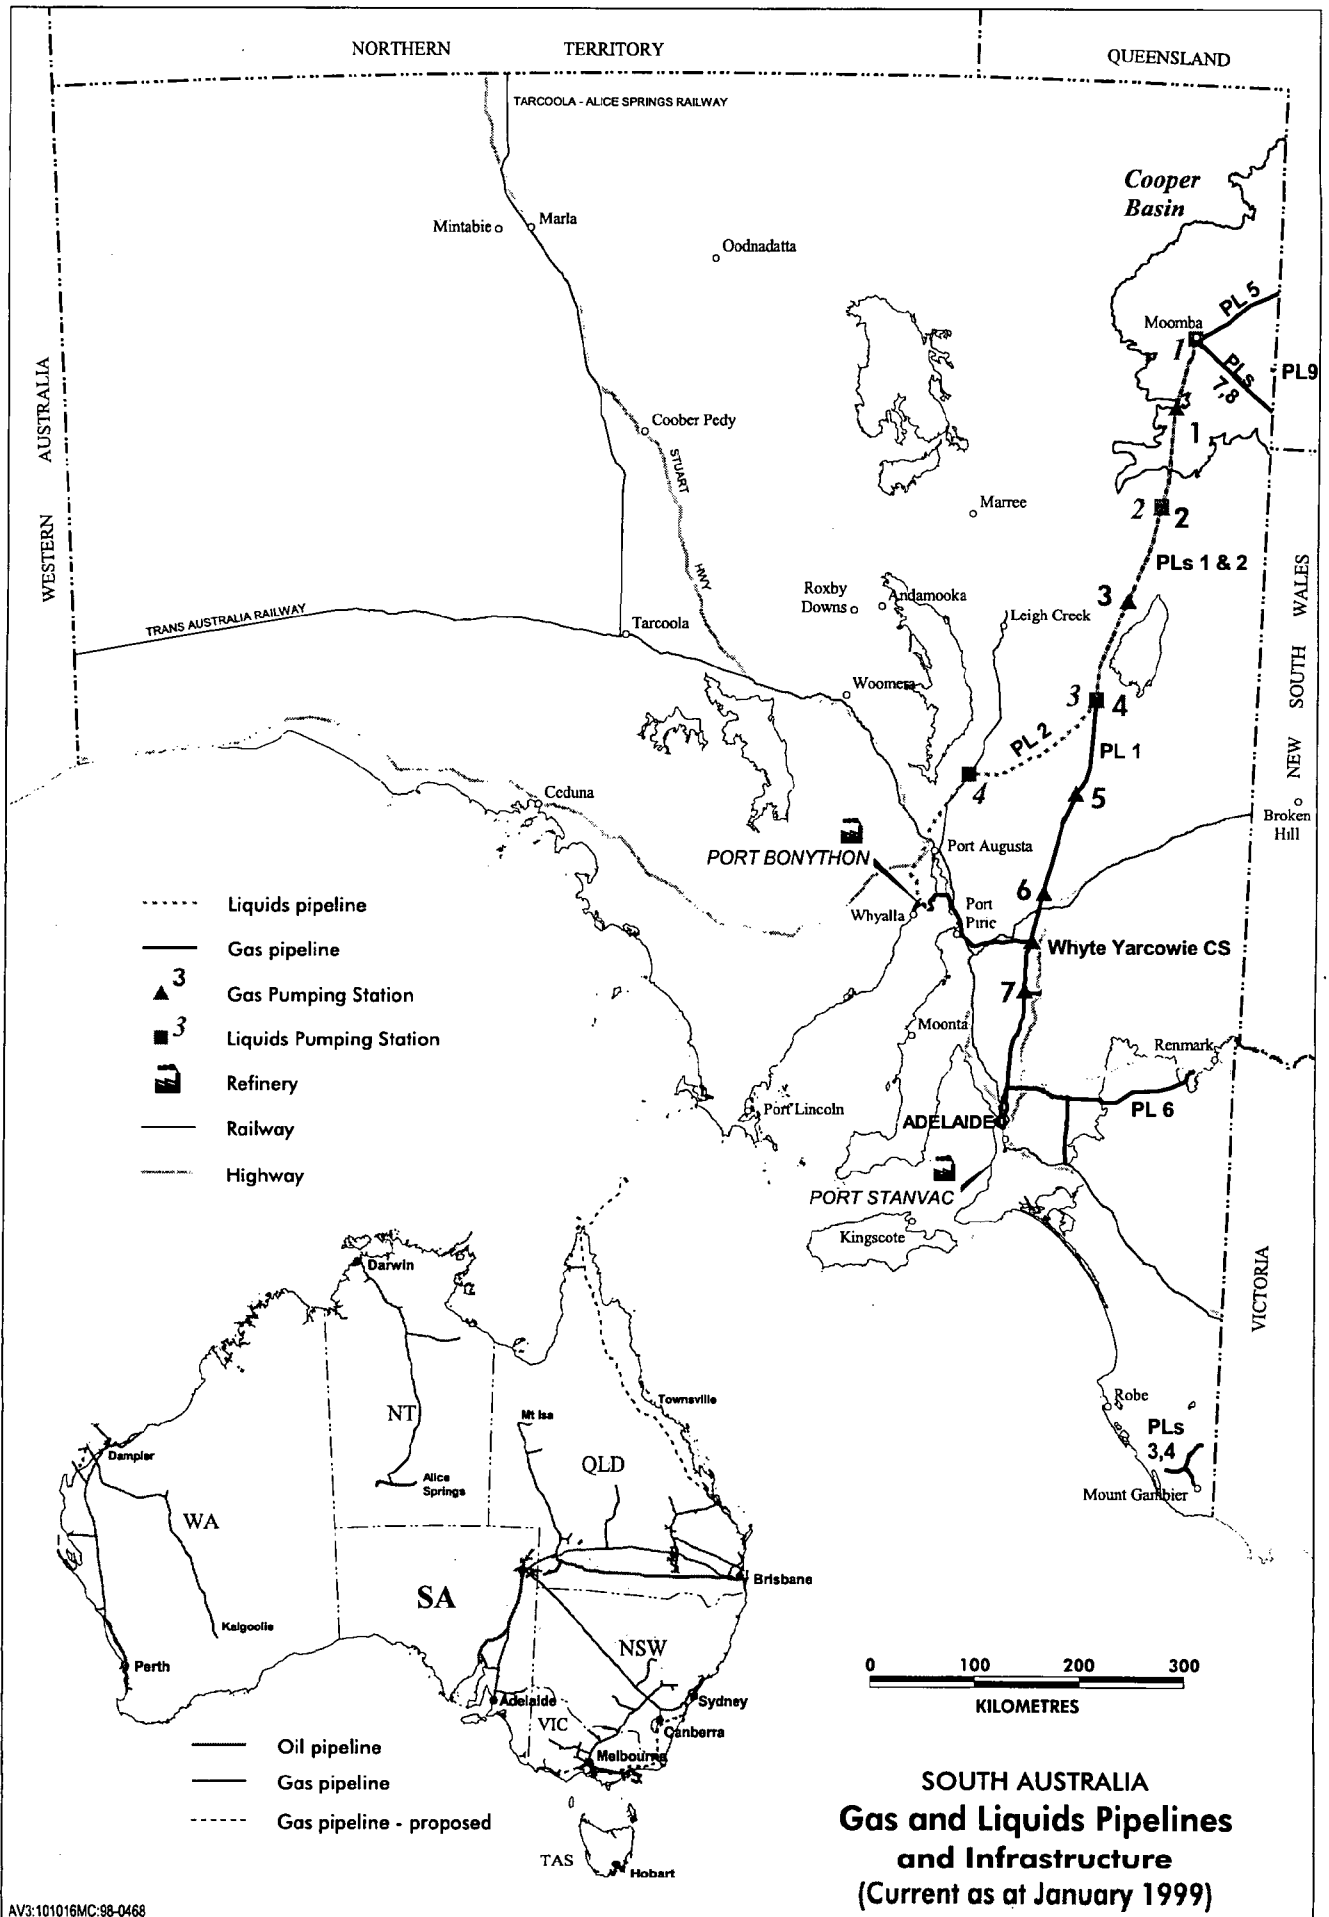 NORTHERN TERRITORY
QUEENSLAND
TARCOOLA - ALICE SPRINGS RAILWAY
Cooper
Basin
Mintabie
Marla
Oodnadatta
PL 5
Moomba
1
PLs
7,8
PL9
1
WESTERN AUSTRALIA
Coober Pedy
STUART
HWY
Marree
2
2
PLs 1 & 2
NEW SOUTH WALES
Roxby
Downs
Andamooka
3
Leigh Creek
TRANS AUSTRALIA RAILWAY
Tarcoola
Woomera
3
4
PL 2
PL 1
4
5
Ceduna
Broken
Hill
Port Augusta
PORT BONYTHON
6
Whyalla
Port
Pirie
Whyte Yarcowie CS
7
Moonta
Renmark
Port Lincoln
ADELAIDE
PL 6
PORT STANVAC
Kingscote
VICTORIA
Robe
PLs
3,4
Mount Gambier
Liquids pipeline
Gas pipeline
3
Gas Pumping Station
3
Liquids Pumping Station
Refinery
Railway
Highway
Darwin
Townsville
NT
Mt Isa
Dampier
Alice
Springs
QLD
WA
SA
Brisbane
Kalgoolie
NSW
Perth
Adelaide
Sydney
VIC
Canberra
Melbourne
TAS
Hobart
Oil pipeline
Gas pipeline
Gas pipeline - proposed
0 100 200 300
KILOMETRES
SOUTH AUSTRALIA
Gas and Liquids Pipelines
and Infrastructure
(Current as at January 1999)
AV3:101016MC:98-0468